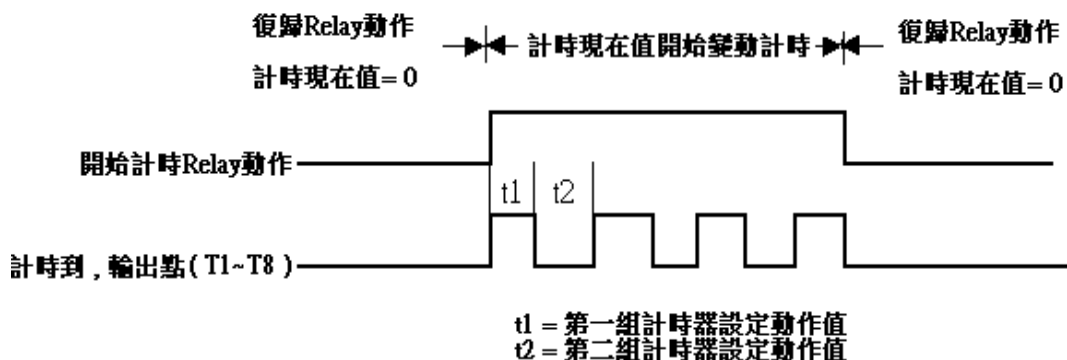 復歸Relay動作
計時現在值= 0
計時現在值開始變動計時
復歸Relay動作
計時現在值= 0
開始計時Relay動作
t1
t2
計時到 , 輸出點( T1~T8 )
t1 = 第一組計時器設定動作值
t2 = 第二組計時器設定動作值